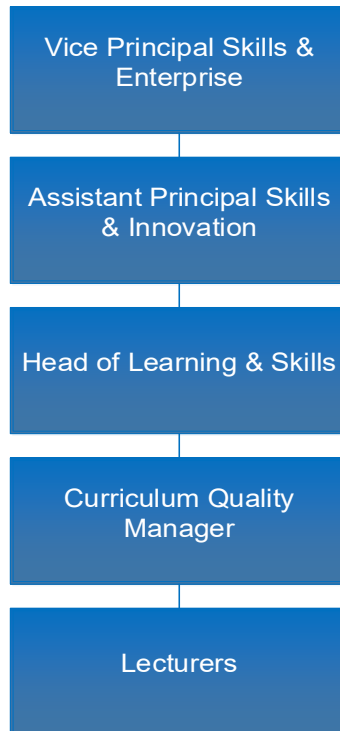 Vice Principal Skills &
Enterprise
Assistant Principal Skills
& Innovation
Head of Learning & Skills
Curriculum Quality
Manager
Lecturers